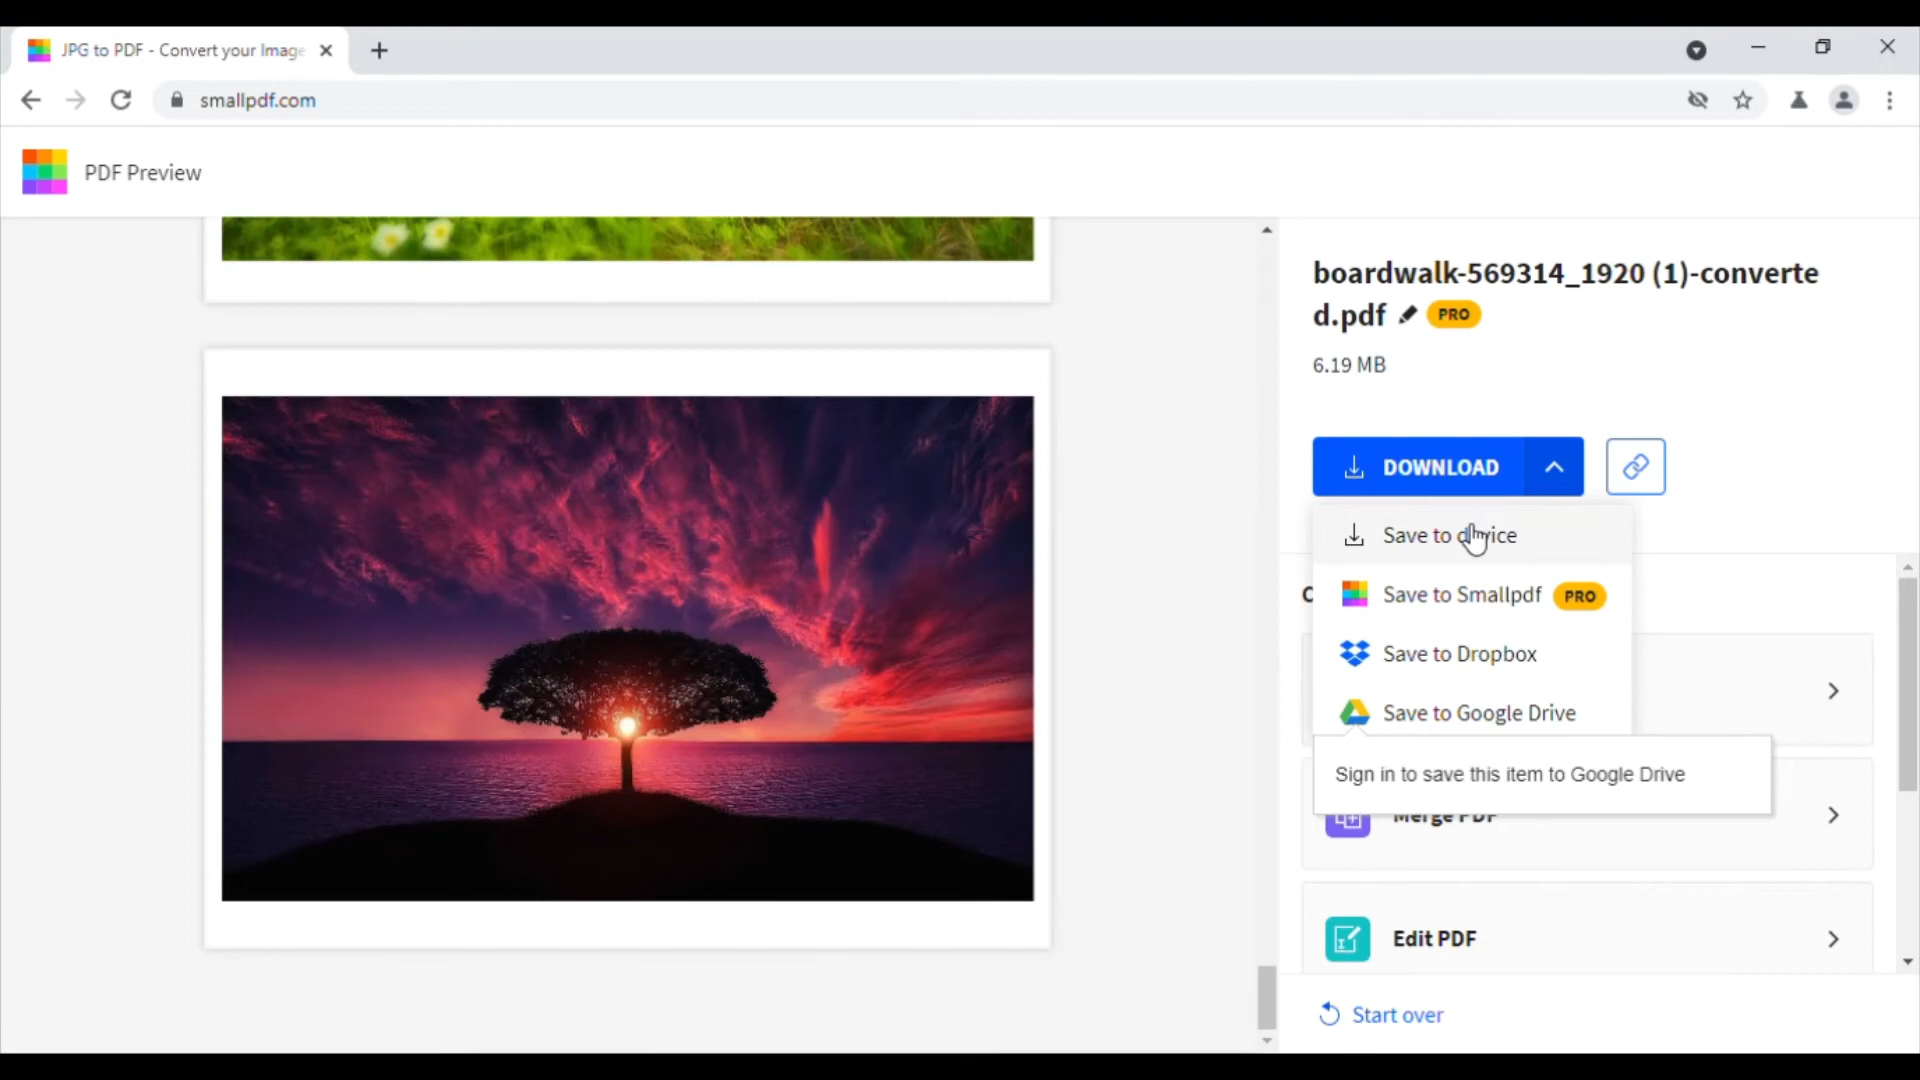 JPG to PDF - Convert your Image
smallpdf.com
PDF Preview
boardwalk-569314_1920 (1)-converte
d.pdf PRO
6.19 MB
DOWNLOAD
Save to device
Save to Smallpdf PRO
Save to Dropbox
Save to Google Drive
Sign in to save this item to Google Drive
Merge PDF
Edit PDF
Start over